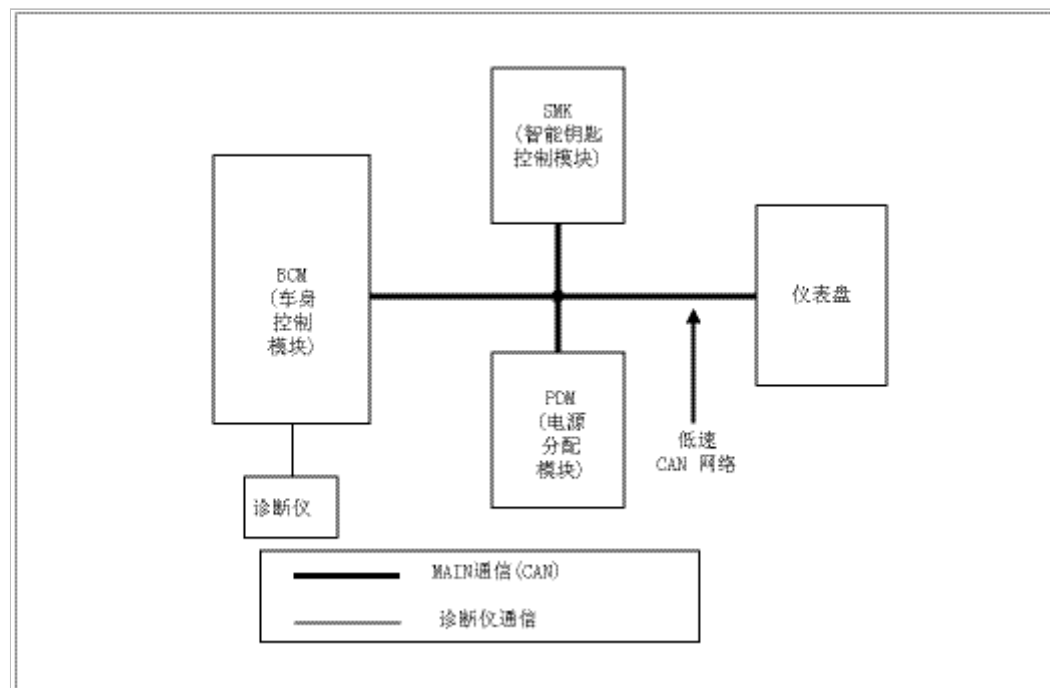 SMK
(智能钥匙
控制模块)
BCM
(车身
控制
模块)
仪表盘
PDM
(电源
分配
模块)
低速
CAN 网络
诊断仪
MAIN通信(CAN)
诊断仪通信